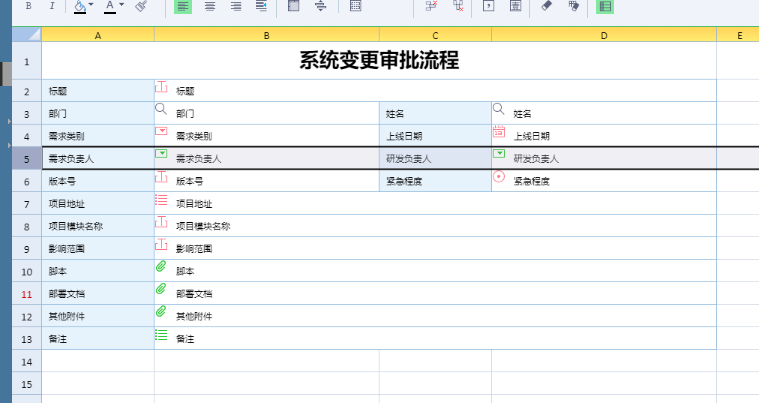 B I A
A B C D E
1 系统变更审批流程
2 标题 标题
3 部门 部门 姓名 姓名
4 需求类别 需求类别 上线日期 上线日期
5 需求负责人 需求负责人 研发负责人 研发负责人
6 版本号 版本号 紧急程度 紧急程度
7 项目地址 项目地址
8 项目模块名称 项目模块名称
9 影响范围 影响范围
10 脚本 脚本
11 部署文档 部署文档
12 其他附件 其他附件
13 备注 备注
14
15